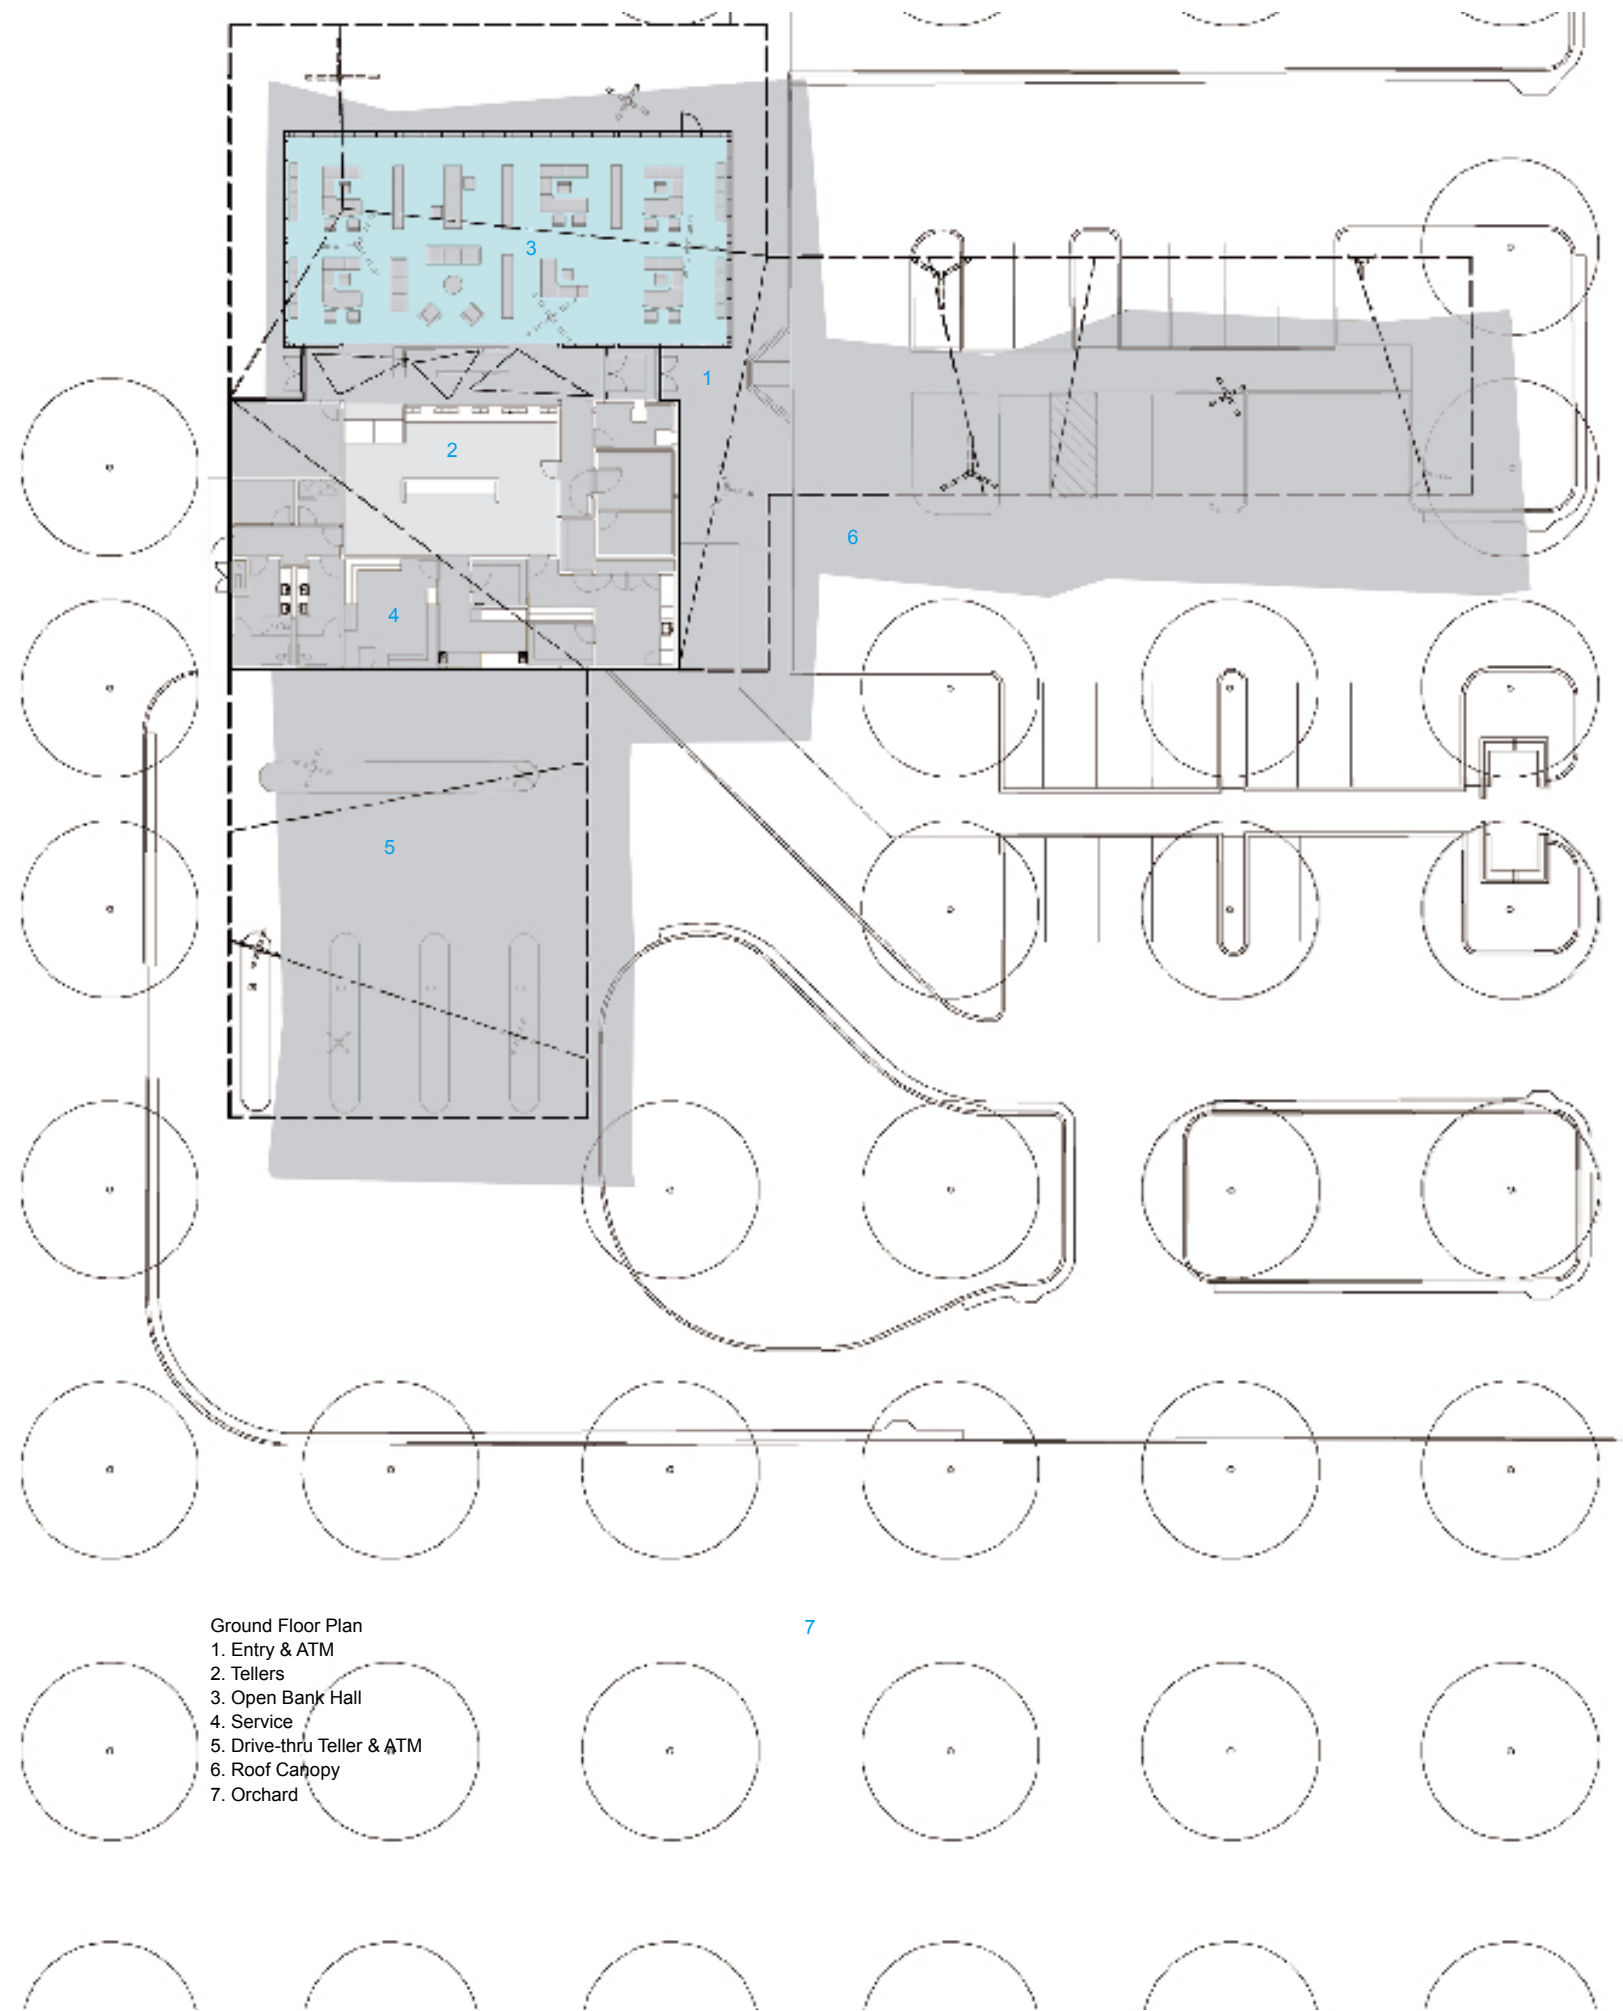 3
1
2
6
4
5
Ground Floor Plan
1. Entry & ATM
2. Tellers
3. Open Bank Hall
4. Service
5. Drive-thru Teller & ATM
6. Roof Canopy
7. Orchard
7